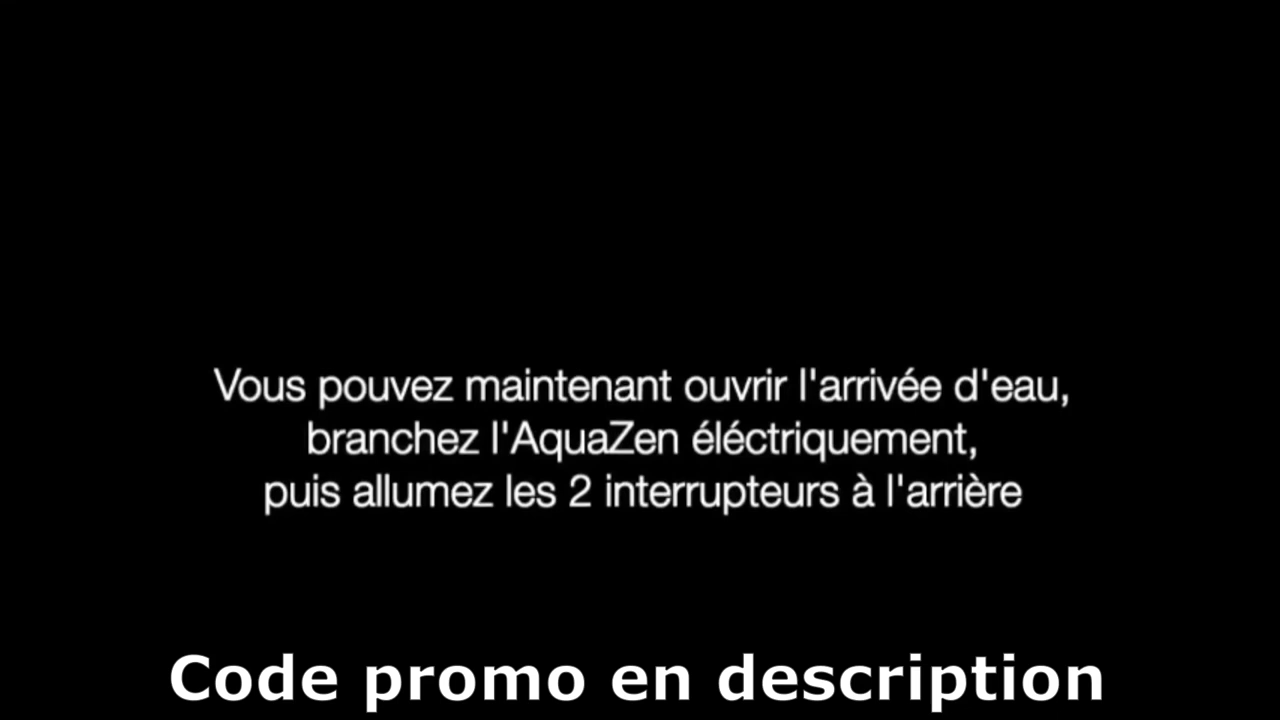 Vous pouvez maintenant ouvrir l'arrivée d'eau,
branchez l'AquaZen éléctriquement,
puis allumez les 2 interrupteurs à l'arrière
Code promo en description